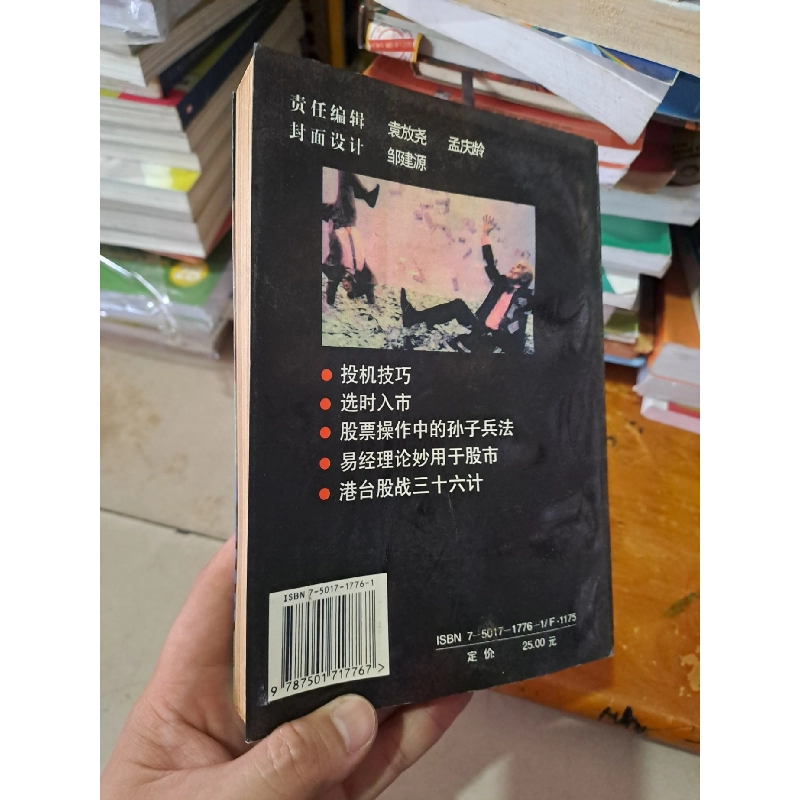 责任编辑 袁放尧 孟庆龄
封面设计 邹建源
● 投机技巧
● 选时入市
● 股票操作中的孙子兵法
● 易经理论妙用于股市
● 港台股战三十六计
ISBN 7-5017-1776-1
9 787501 717767 >
ISBN 7-5017-1776-1/F·1175
定价 25.00 元